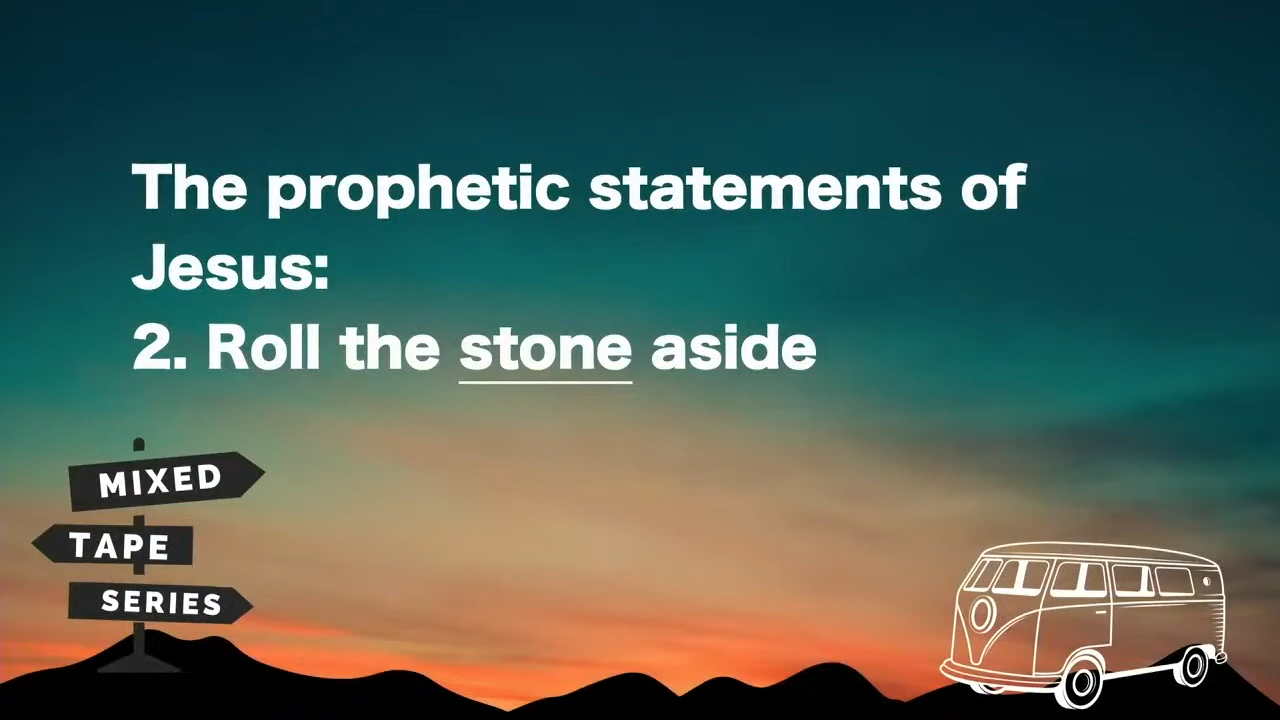 The prophetic statements of
Jesus:
2. Roll the stone aside
MIXED
TAPE
SERIES